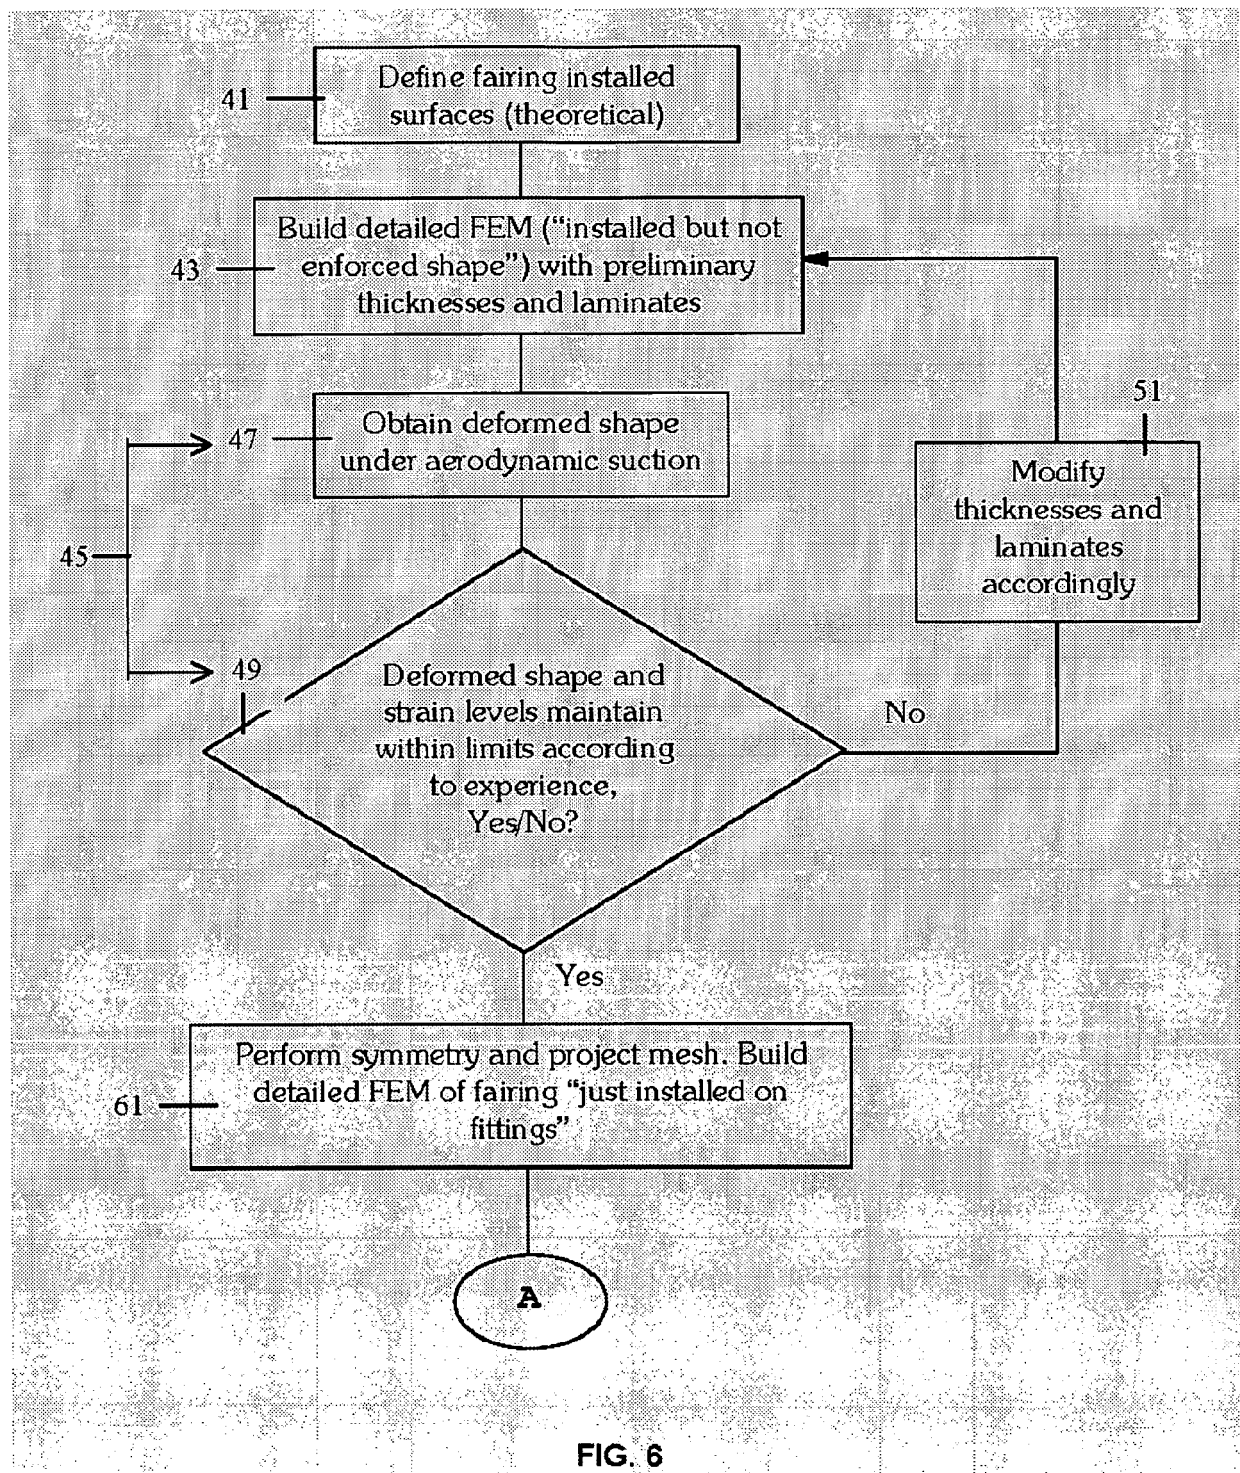 Define fairing installed
surfaces (theoretical)
41
Build detailed FEM (“installed but not
enforced shape”) with preliminary
thicknesses and laminates
43
51
Obtain deformed shape
under aerodynamic suction
47
Modify
thicknesses and
laminates
accordingly
45
49
Deformed shape and
strain levels maintain
within limits according
to experience,
Yes/No?
No
Yes
Perform symmetry and project mesh. Build
detailed FEM of fairing “just installed on
fittings”
61
A
FIG. 6